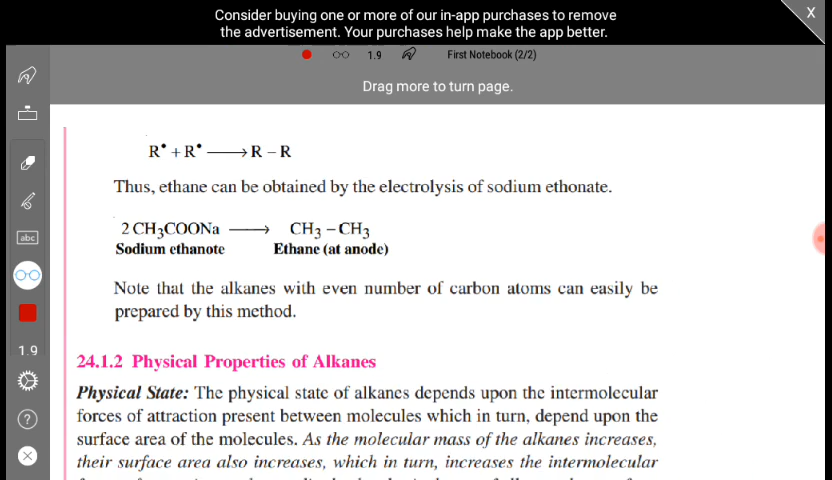 Consider buying one or more of our in-app purchases to remove
the advertisement. Your purchases help make the app better.
X
1.9
First Notebook (2/2)
Drag more to turn page.
R• + R• ⟶ R – R
Thus, ethane can be obtained by the electrolysis of sodium ethonate.
2 CH3COONa ⟶ CH3 – CH3
Sodium ethanote Ethane (at anode)
Note that the alkanes with even number of carbon atoms can easily be
prepared by this method.
24.1.2 Physical Properties of Alkanes
Physical State: The physical state of alkanes depends upon the intermolecular
forces of attraction present between molecules which in turn, depend upon the
surface area of the molecules. As the molecular mass of the alkanes increases,
their surface area also increases, which in turn, increases the intermolecular
abc
1.9
?